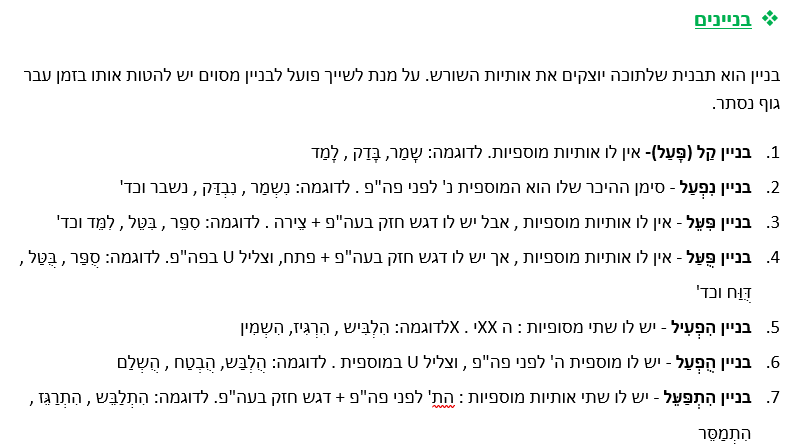 ❖ בניינים
בניין הוא תבנית שלתוכה יוצקים את אותיות השורש. על מנת לשייך פועל לבניין מסוים יש להטות אותו בזמן עבר
גוף נסתר.
1. בניין קַל (פָּעַל)- אין לו אותיות מוספיות. לדוגמה: שָׁמַר, בָּדַק , לָמַד
2. בניין נִפְעַל - סימן ההיכר שלו הוא המוספית נ' לפני פה"פ . לדוגמה: נִשְׁמַר , נִבְדַּק , נשבר וכד'
3. בניין פִּעֵּל - אין לו אותיות מוספיות , אבל יש לו דגש חזק בעה"פ + צֵירה . לדוגמה: סִפֵּר , בִּטֵּל , לִמֵּד וכד'
4. בניין פֻּעַּל - אין לו אותיות מוספיות , אך יש לו דגש חזק בעה"פ + פתח, וצליל U בפה"פ. לדוגמה: סֻפַּר , בֻּטַּל ,
דֻּוַּח וכד'
5. בניין הִפְעִיל - יש לו שתי מסופיות : ה XXי . Xלדוגמה: הִלְבִּישׁ , הִרְגִּיז, הִשְׁמִין
6. בניין הֻפְעַל - יש לו מוספית ה' לפני פה"פ , וצליל U במוספית . לדוגמה: הֻלְבַּשׁ, הֻבְטַח , הֻשְׁלַם
7. בניין הִתְפַּעֵּל - יש לו שתי אותיות מוספיות : הת' לפני פה"פ + דגש חזק בעה"פ. לדוגמה: הִתְלַבֵּשׁ , הִתְרַגֵּז ,
הִתְמַסֵּר